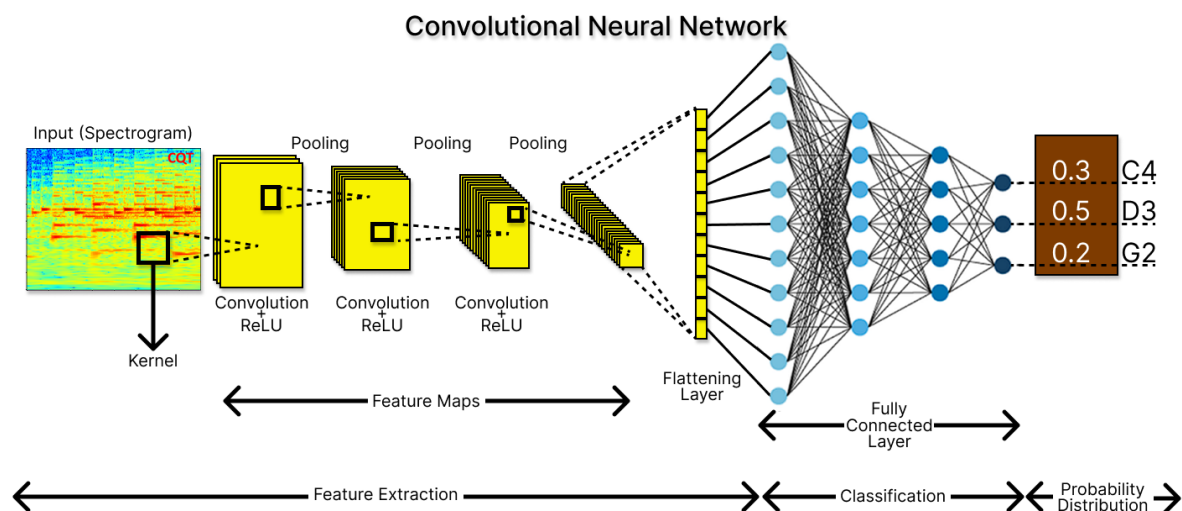 Convolutional Neural Network
Input (Spectrogram)
CQT
Pooling
Pooling
Pooling
Convolution
+
ReLU
Convolution
+
ReLU
Convolution
+
ReLU
Kernel
Feature Maps
Flattening
Layer
Fully
Connected
Layer
0.3 C4
0.5 D3
0.2 G2
Feature Extraction
Classification
Probability
Distribution